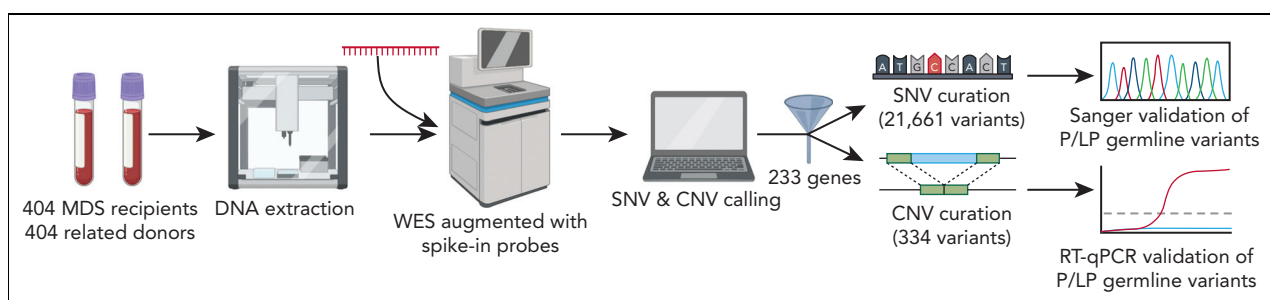 404 MDS recipients
404 related donors
DNA extraction
WES augmented with
spike-in probes
SNV & CNV calling
233 genes
A T G C C A C T
SNV curation
(21,661 variants)
Sanger validation of
P/LP germline variants
CNV curation
(334 variants)
RT-qPCR validation of
P/LP germline variants